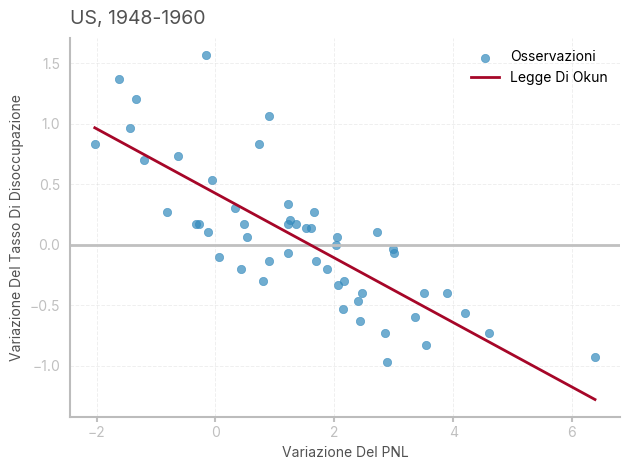 US, 1948-1960
Osservazioni
Legge Di Okun
Variazione Del Tasso Di Disoccupazione
1.5
1.0
0.5
0.0
−0.5
−1.0
−2
0
2
4
6
Variazione Del PNL